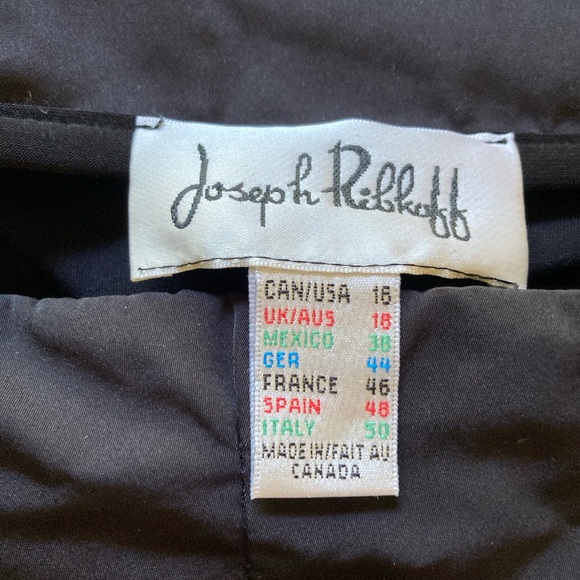 Joseph Ribkoff
CAN/USA 16
UK/AUS 18
MEXICO 38
GER 44
FRANCE 46
SPAIN 48
ITALY 50
MADE IN/FAIT AU
CANADA